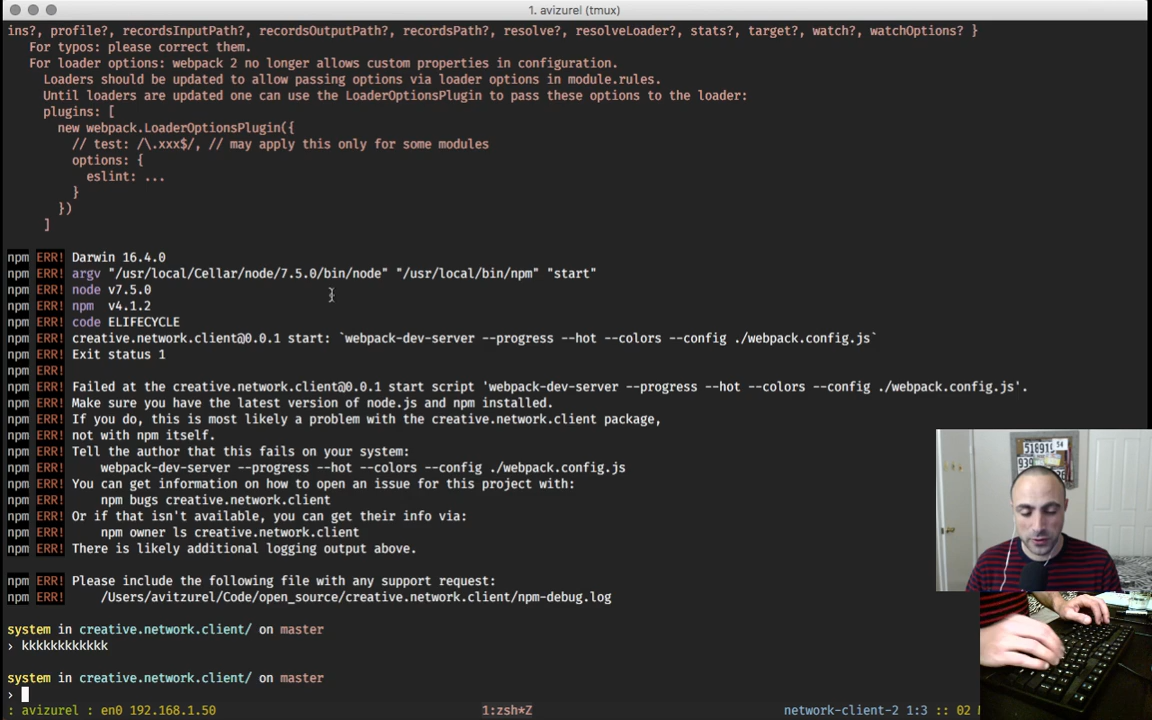 1. avizurel (tmux)
ins?, profile?, recordsInputPath?, recordsOutputPath?, recordsPath?, resolve?, resolveLoader?, stats?, target?, watch?, watchOptions? }
For typos: please correct them.
For loader options: webpack 2 no longer allows custom properties in configuration.
Loaders should be updated to allow passing options via loader options in module.rules.
Until loaders are updated one can use the LoaderOptionsPlugin to pass these options to the loader:
plugins: [
new webpack.LoaderOptionsPlugin({
// test: /\.xxx$/, // may apply this only for some modules
options: {
eslint: ...
}
})
]
npm ERR! Darwin 16.4.0
npm ERR! argv "/usr/local/Cellar/node/7.5.0/bin/node" "/usr/local/bin/npm" "start"
npm ERR! node v7.5.0
npm ERR! npm  v4.1.2
npm ERR! code ELIFECYCLE
npm ERR! creative.network.client@0.0.1 start: `webpack-dev-server --progress --hot --colors --config ./webpack.config.js`
npm ERR! Exit status 1
npm ERR!
npm ERR! Failed at the creative.network.client@0.0.1 start script 'webpack-dev-server --progress --hot --colors --config ./webpack.config.js'.
npm ERR! Make sure you have the latest version of node.js and npm installed.
npm ERR! If you do, this is most likely a problem with the creative.network.client package,
npm ERR! not with npm itself.
npm ERR! Tell the author that this fails on your system:
npm ERR!     webpack-dev-server --progress --hot --colors --config ./webpack.config.js
npm ERR! You can get information on how to open an issue for this project with:
npm ERR!     npm bugs creative.network.client
npm ERR! Or if that isn't available, you can get their info via:
npm ERR!     npm owner ls creative.network.client
npm ERR! There is likely additional logging output above.
npm ERR! Please include the following file with any support request:
npm ERR!     /Users/avitzurel/Code/open_source/creative.network.client/npm-debug.log
system in creative.network.client/ on master
› kkkkkkkkkkkk
system in creative.network.client/ on master
›
: avizurel : en0 192.168.1.50 1:zsh*Z network-client-2 1:3 :: 02